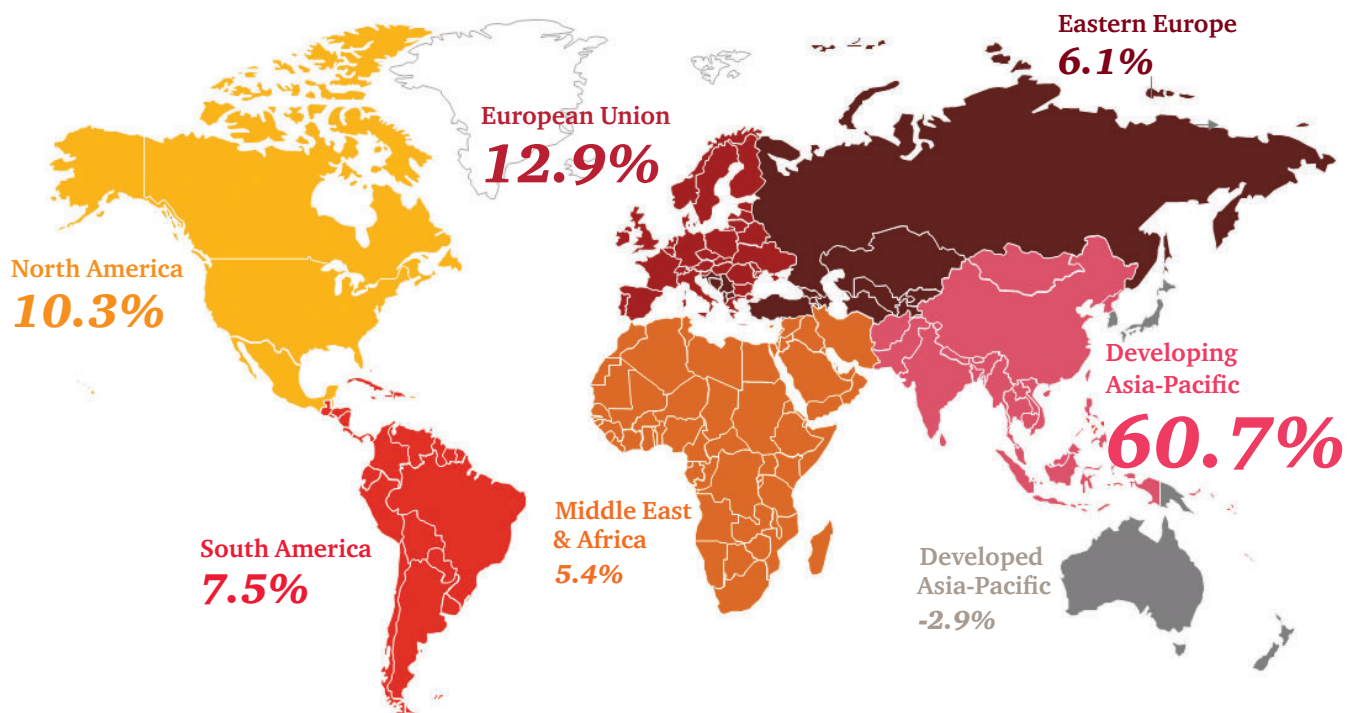 Eastern Europe
6.1%
European Union
12.9%
North America
10.3%
Developing
Asia-Pacific
60.7%
South America
7.5%
Middle East
& Africa
5.4%
Developed
Asia-Pacific
-2.9%